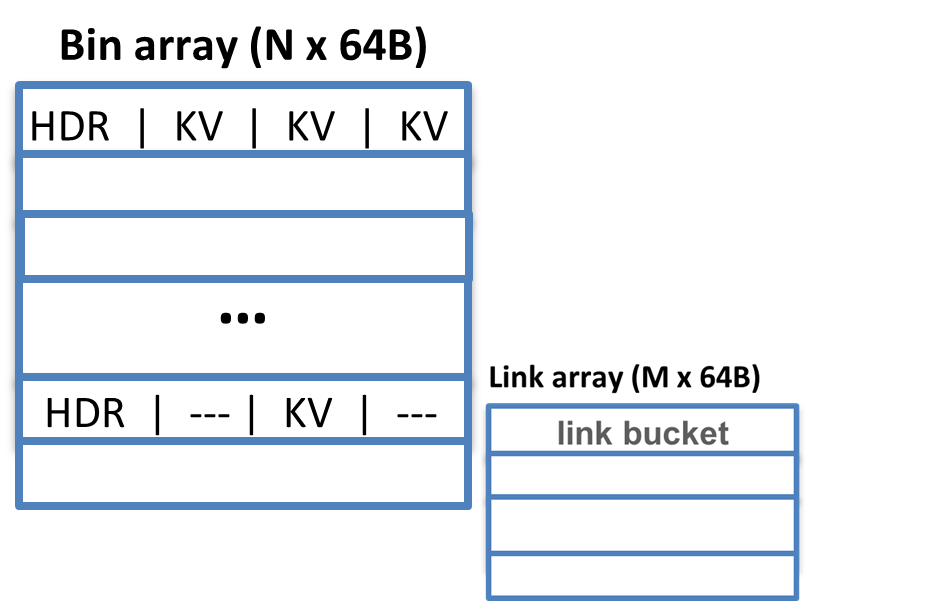 Bin array (N x 64B)
HDR | KV | KV | KV
...
HDR | --- | KV | ---
Link array (M x 64B)
link bucket